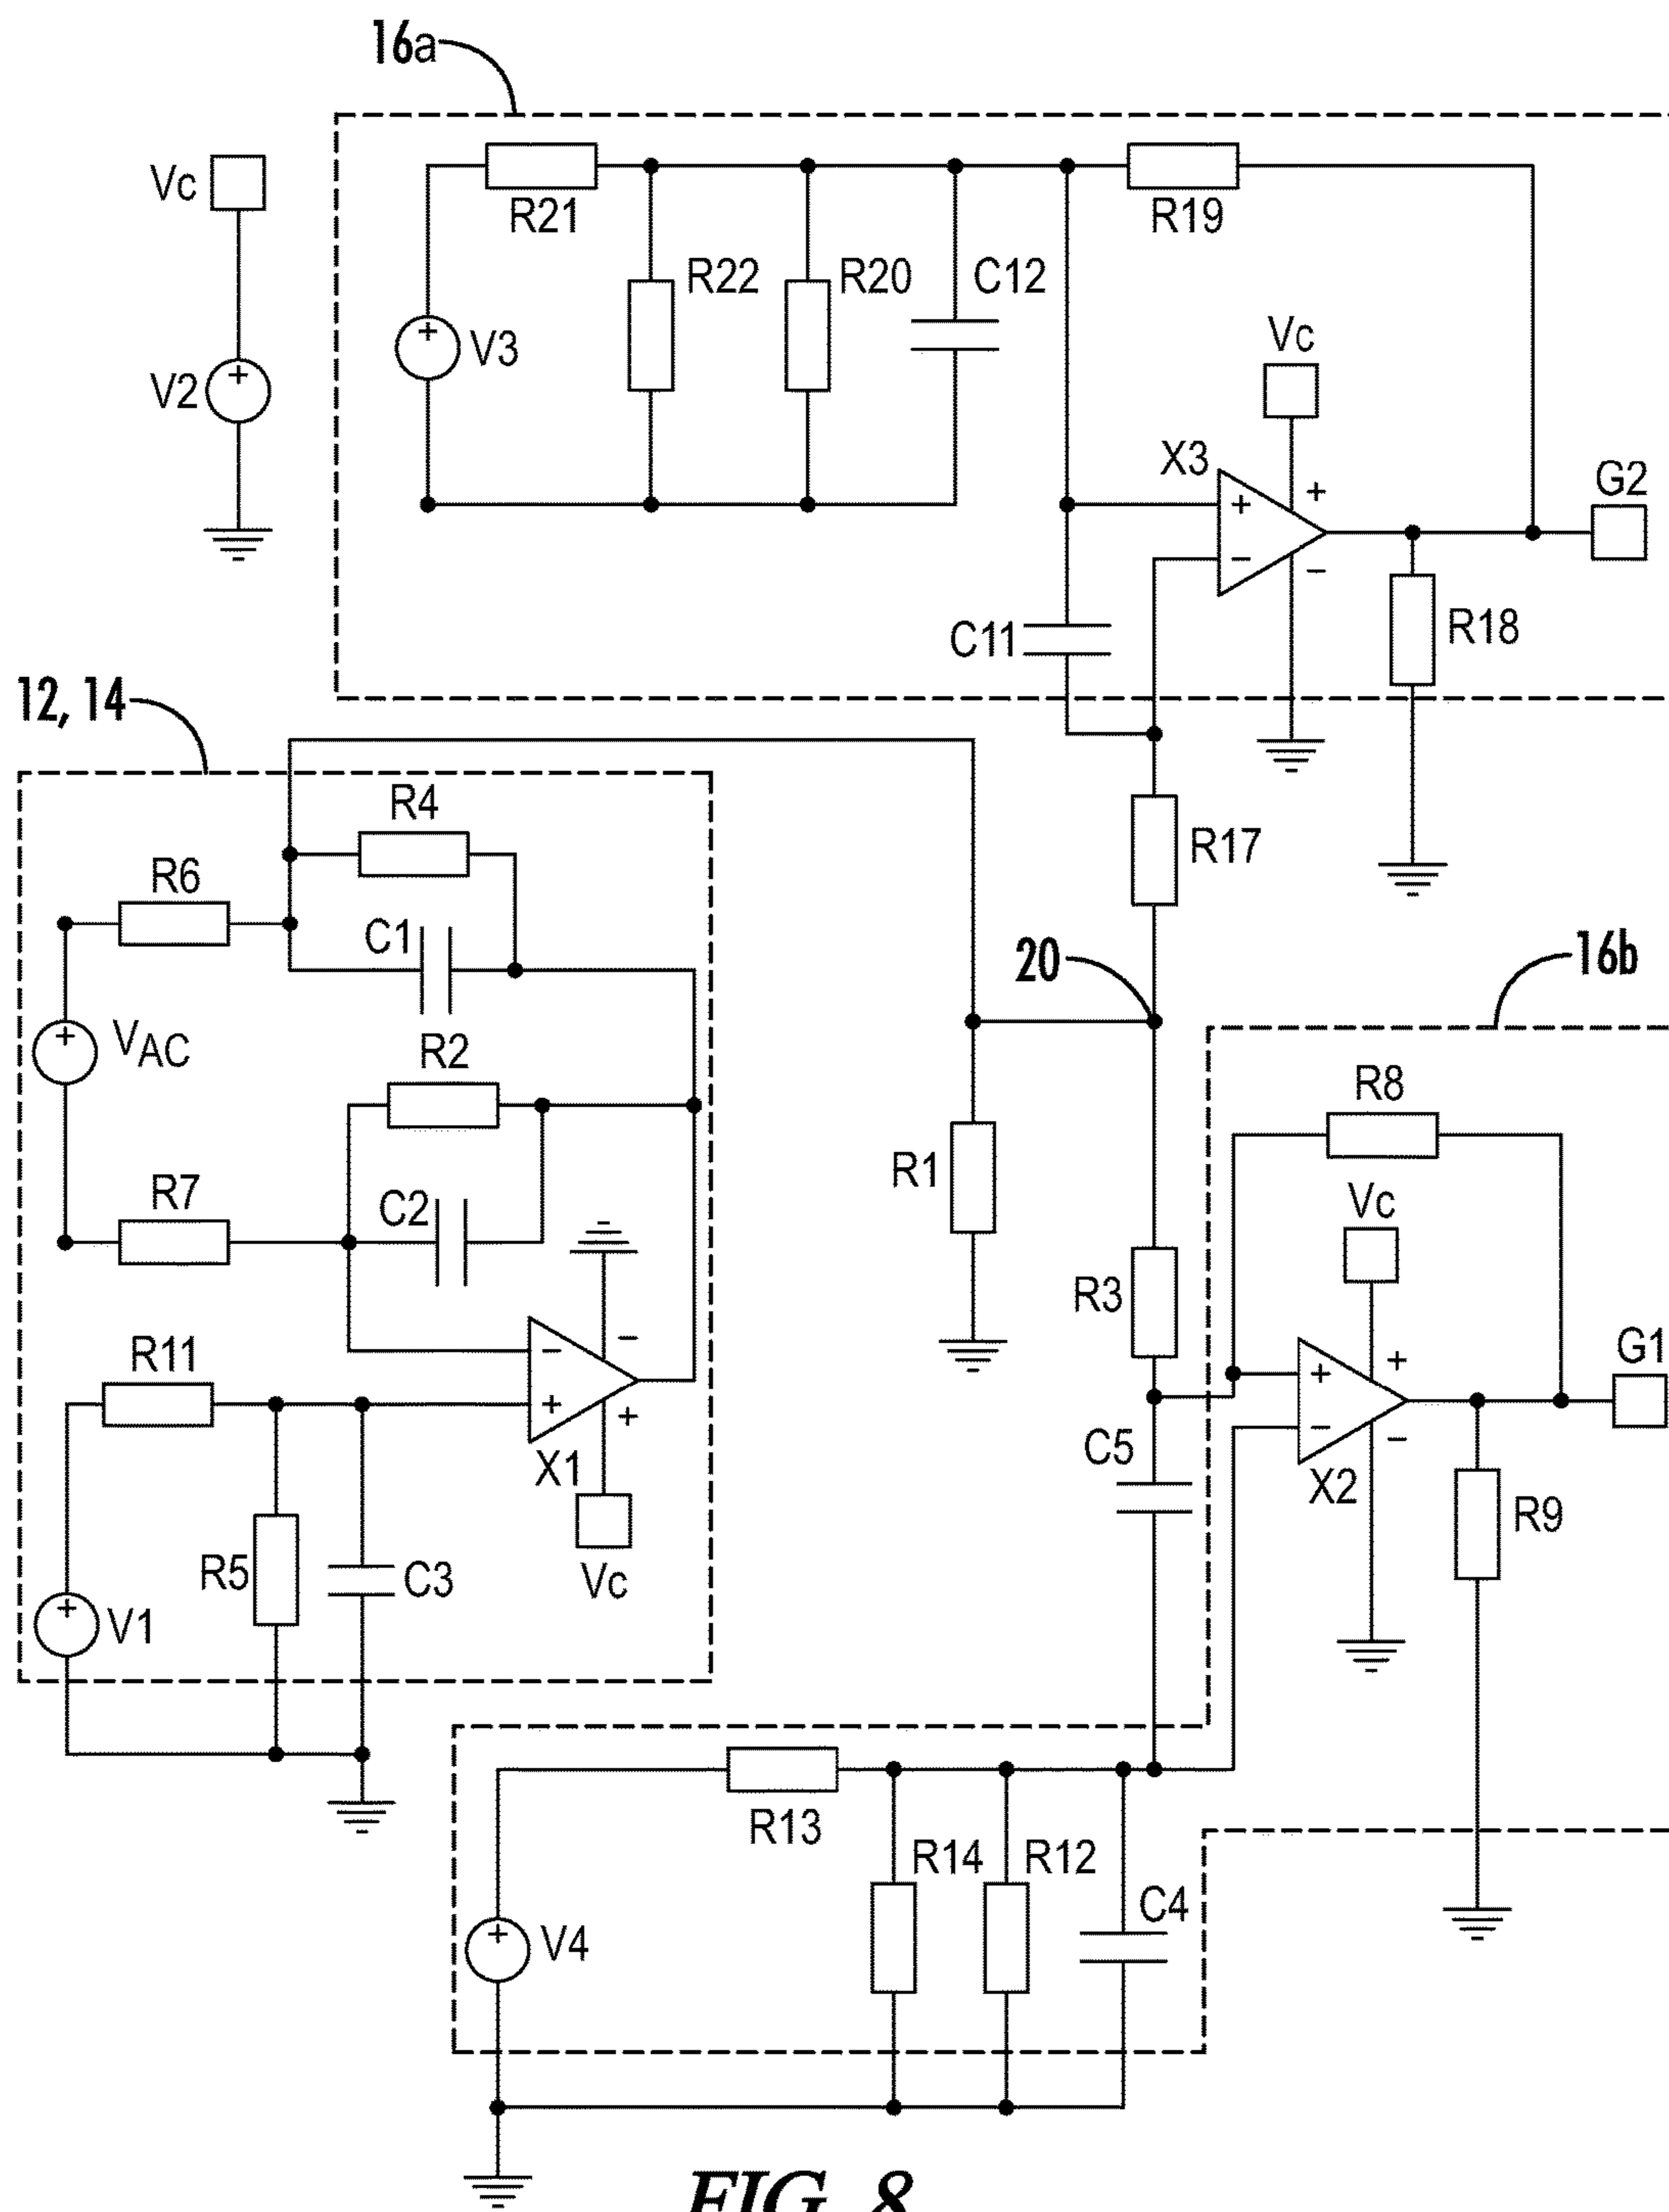 16a
Vc
R21
R19
R22
R20
C12
V3
Vc
V2
+
+
X3
+
G2
+
−
−
C11
R18
12, 14
R4
R17
R6
C1
20
16b
+
VAC
R2
R8
R1
Vc
R7
C2
R3
R11
−
−
+
G1
+
X1
+
+
−
−
C5
X2
R9
R5
C3
Vc
+
V1
R13
R14
R12
C4
+
V4
FIG. 8